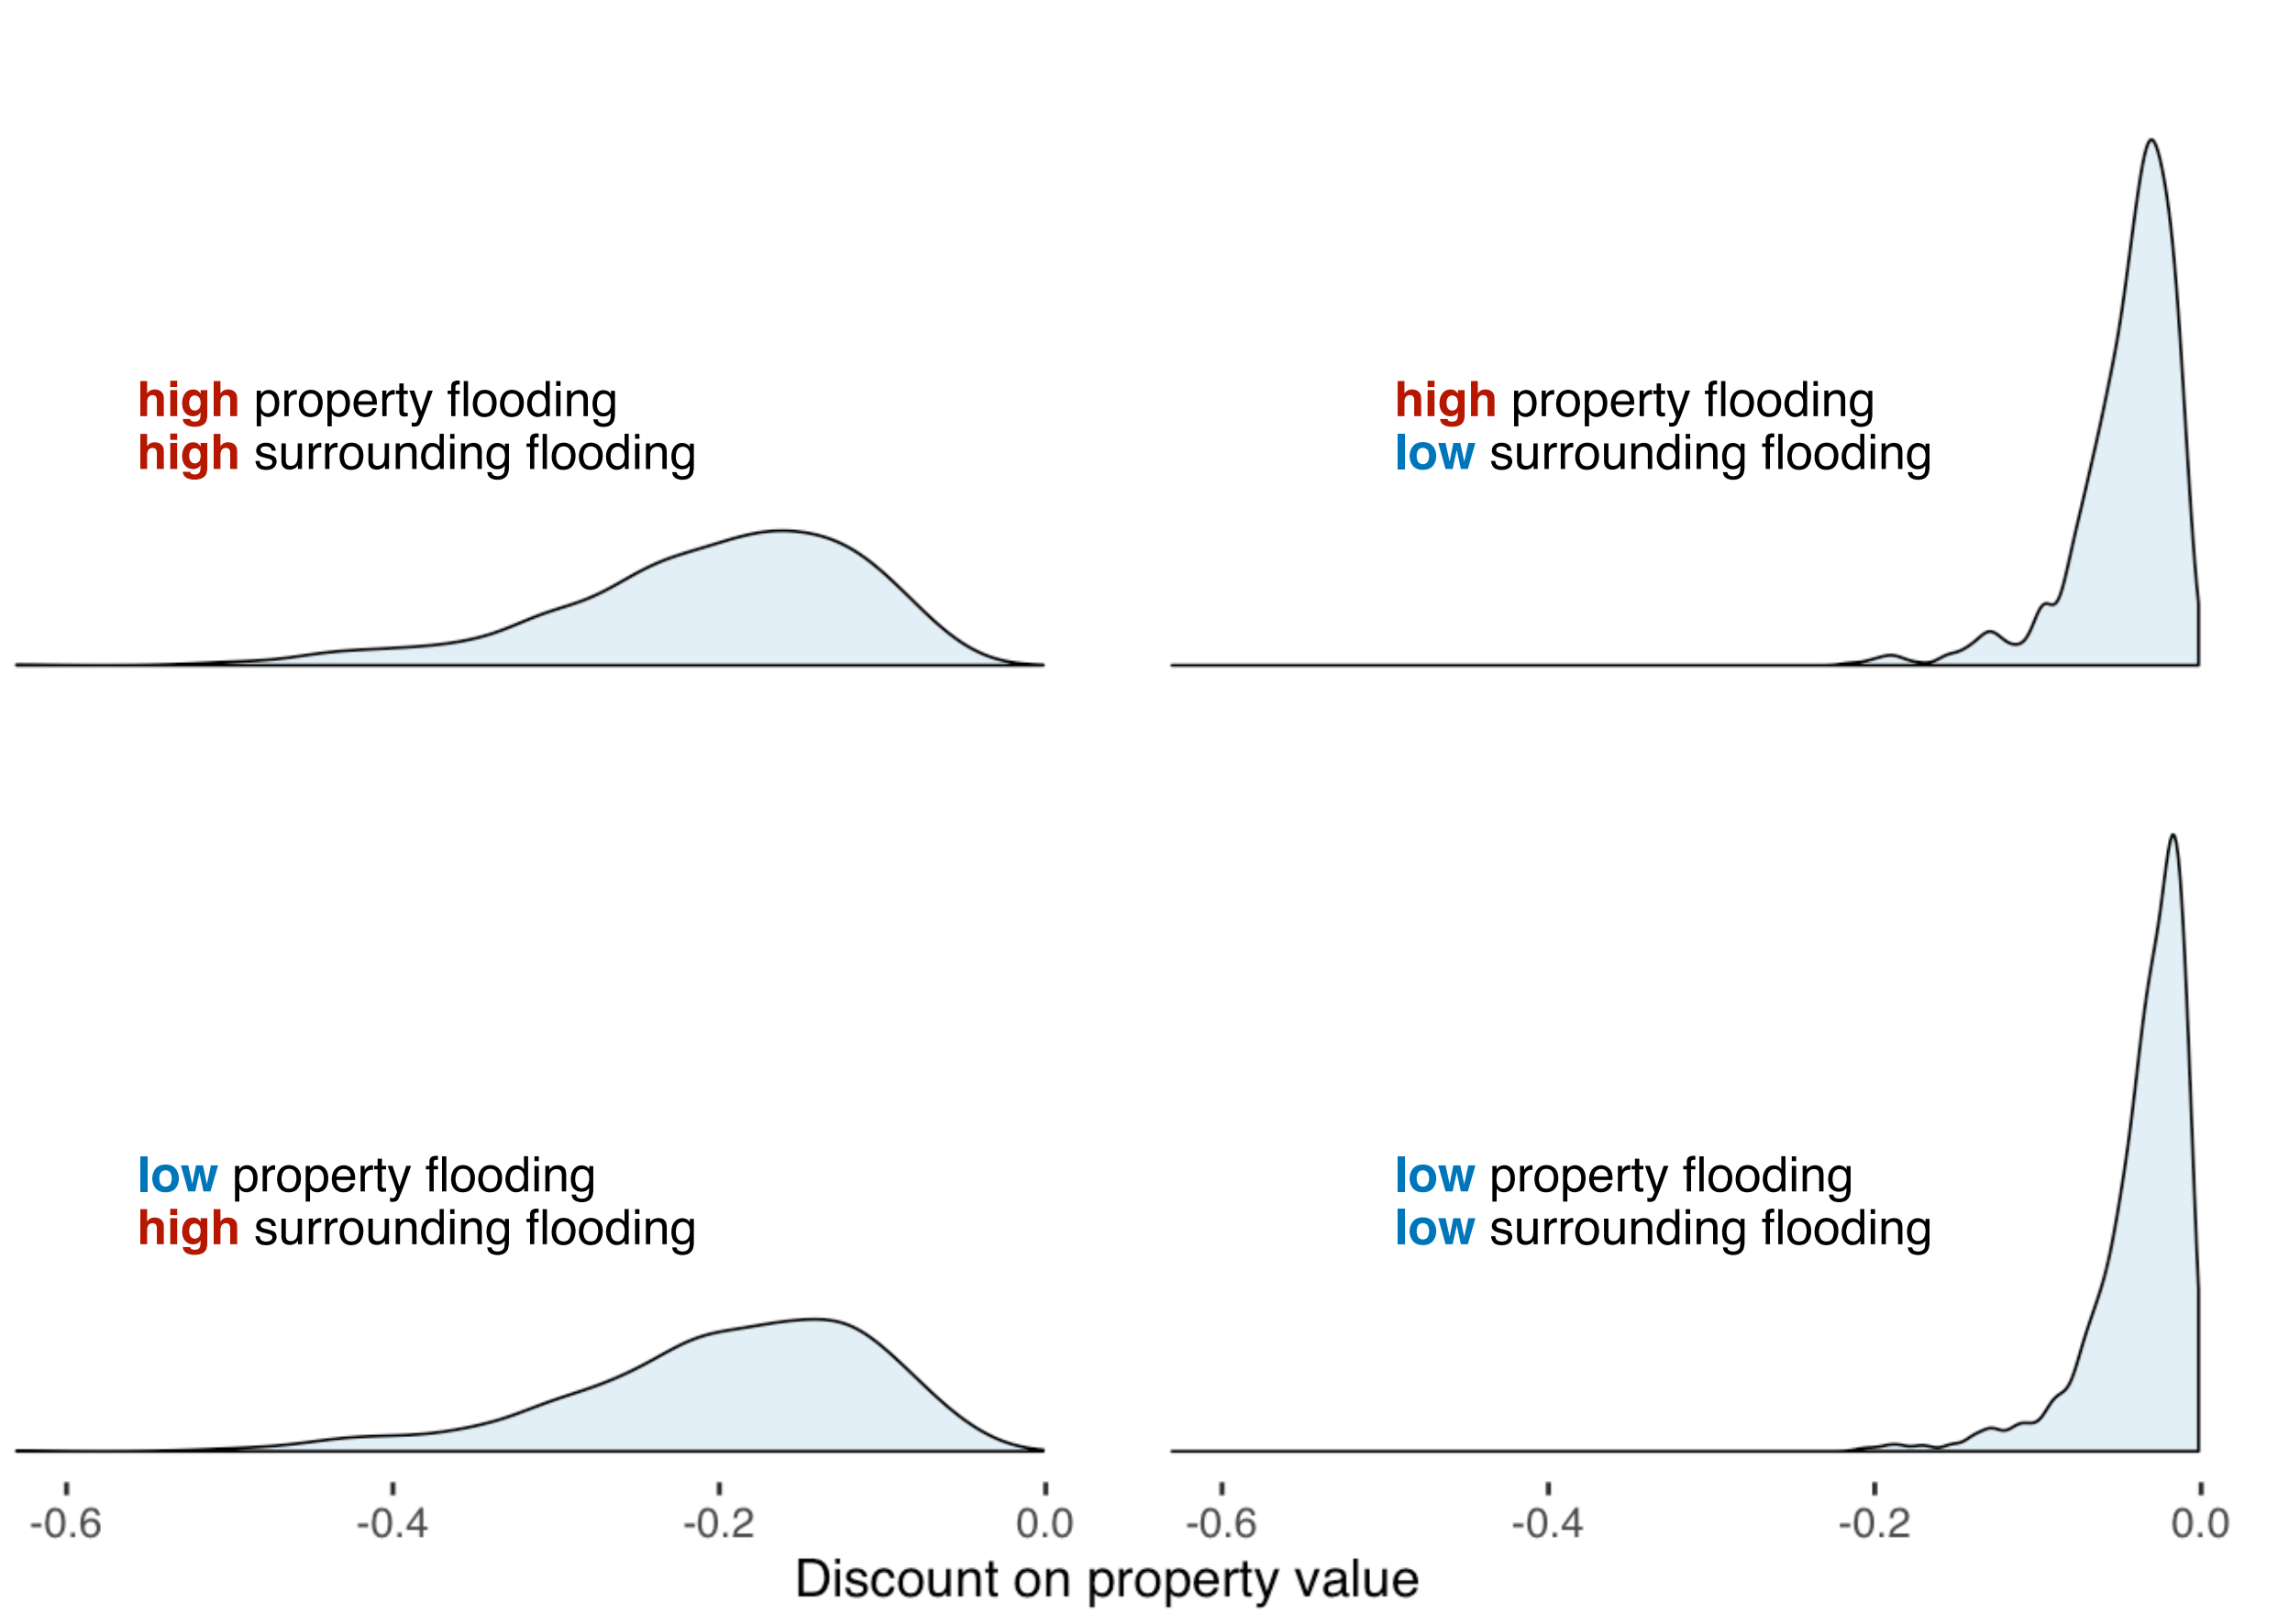 high property flooding
high surrounding flooding
high property flooding
low surrounding flooding
low property flooding
high surrounding flooding
low property flooding
low surrounding flooding
-0.6 -0.4 -0.2 0.0 -0.6 -0.4 -0.2 0.0
Discount on property value